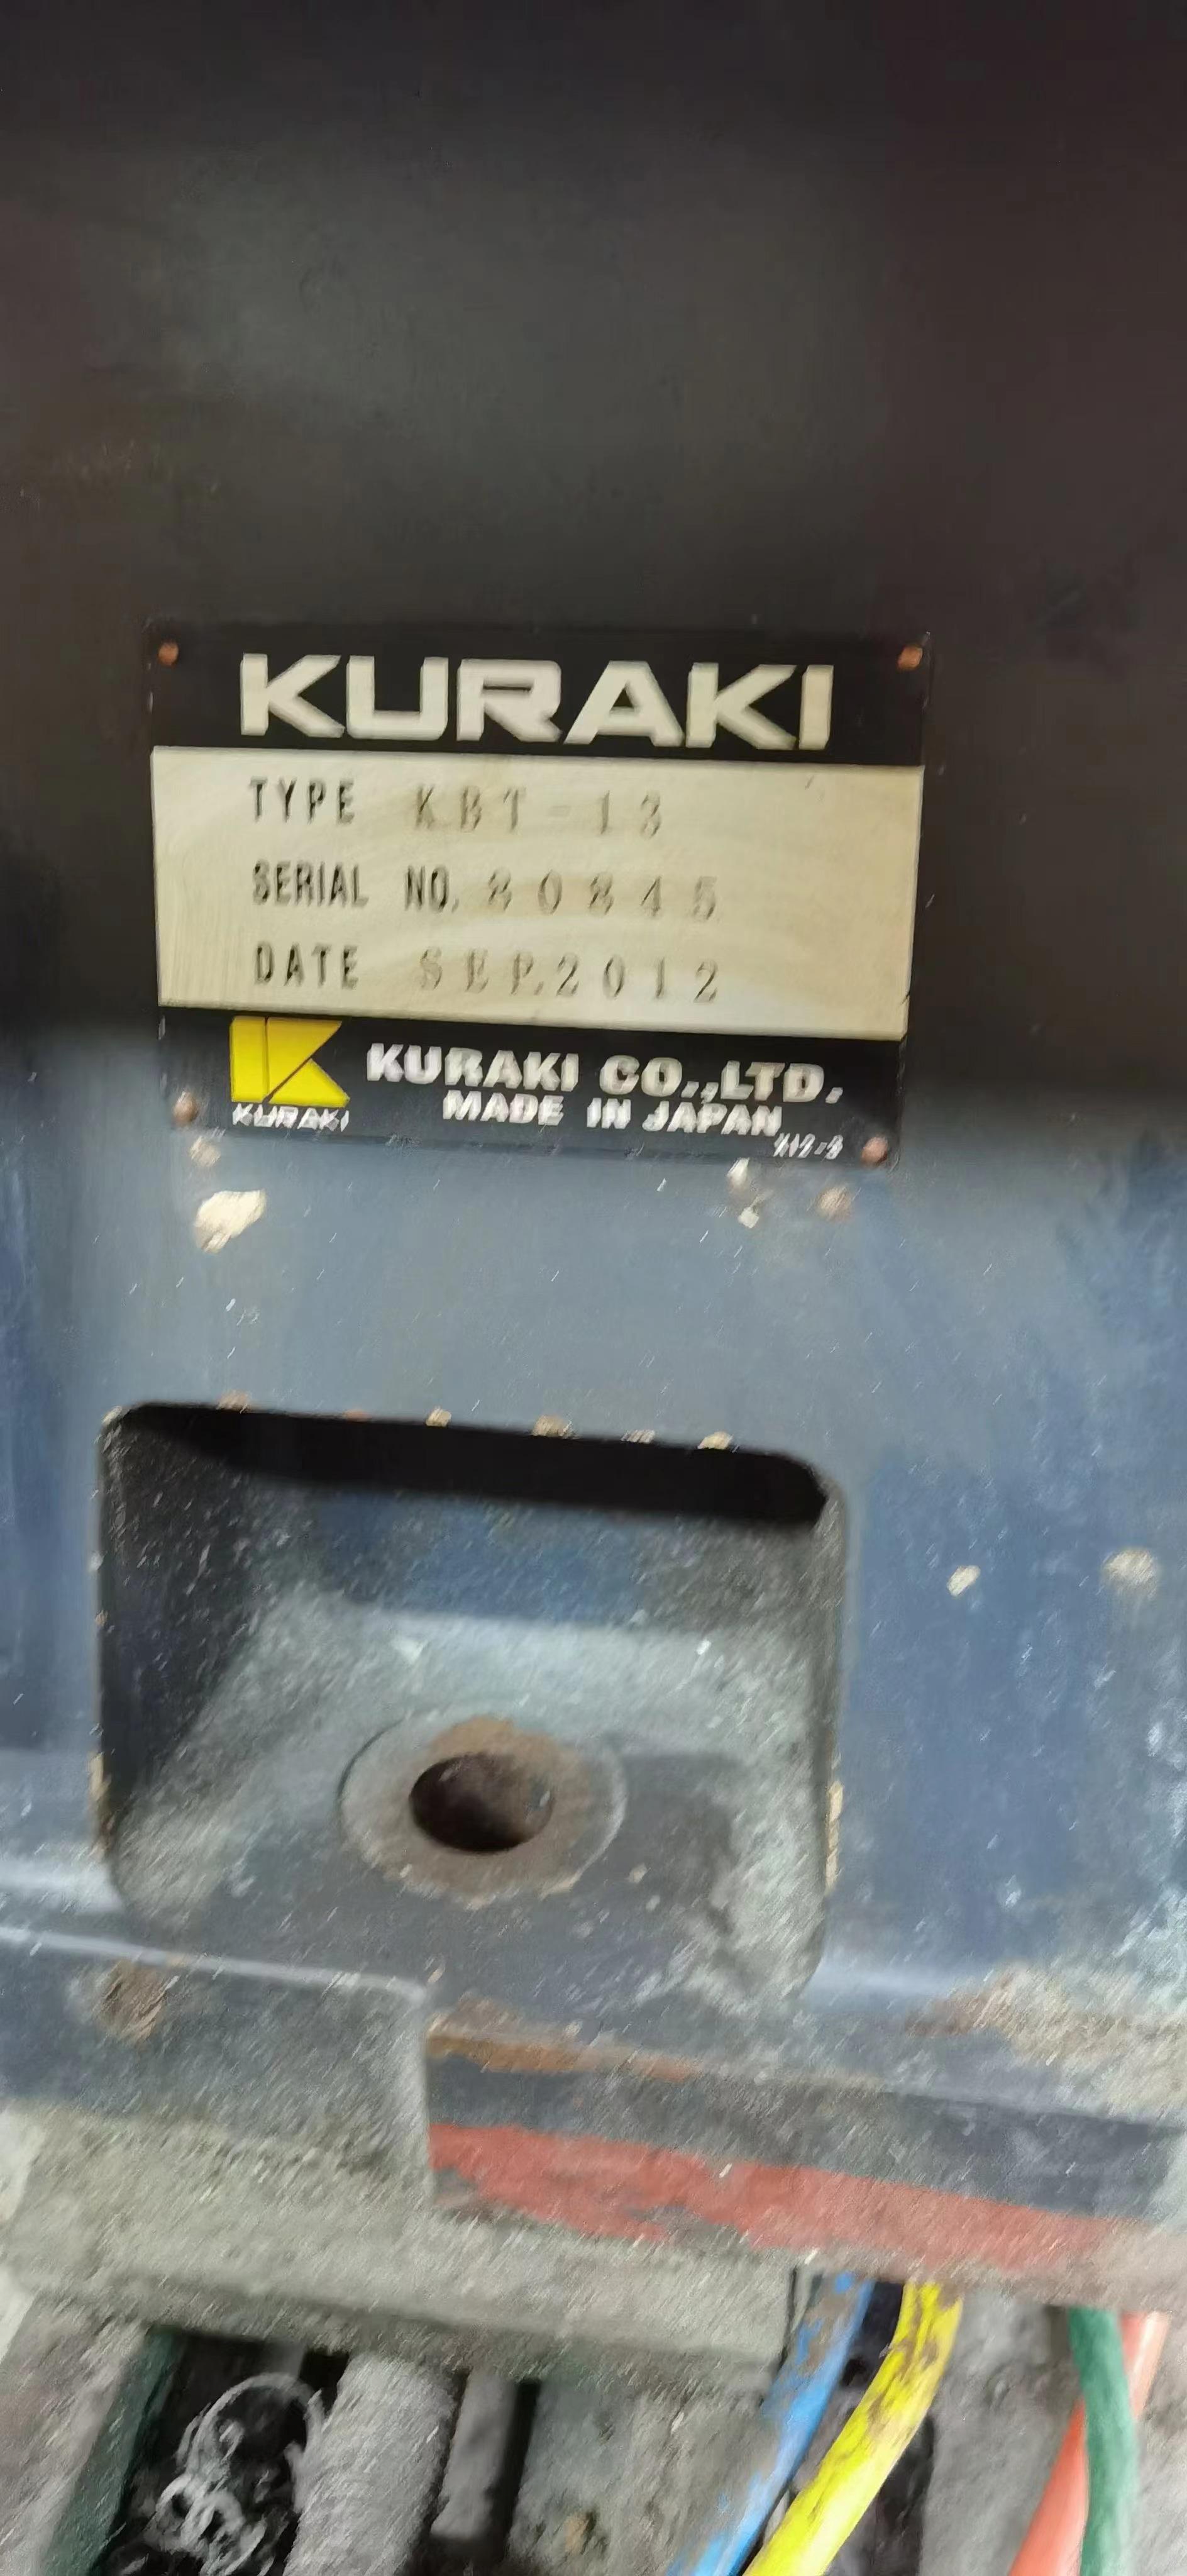 KURAKI
TYPE KBT-13
SERIAL NO. 80845
DATE SEP.2012
KURAKI CO.,LTD.
MADE IN JAPAN
KURAKI